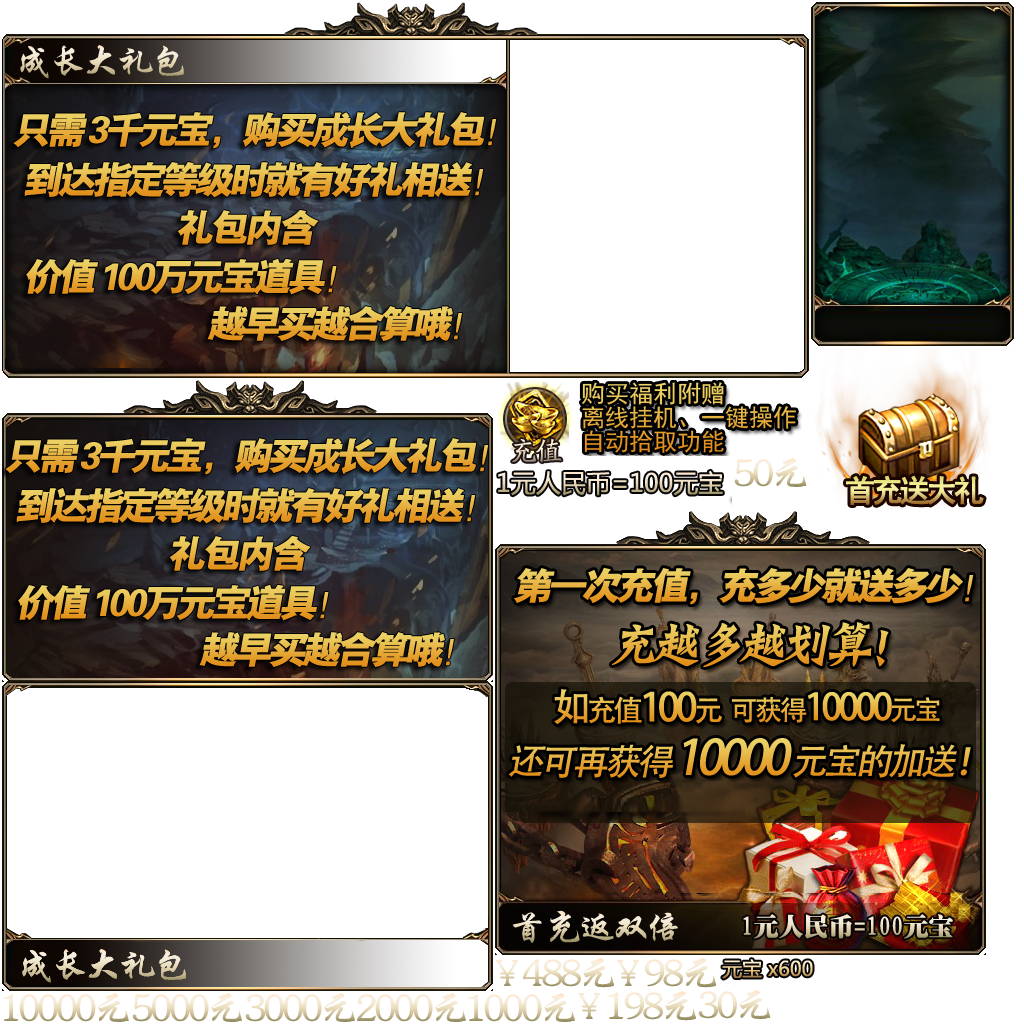 成长大礼包
只需3千元宝，购买成长大礼包！
到达指定等级时就有好礼相送！
礼包内含
价值100万元宝道具！
越早买越合算哦！
只需3千元宝，购买成长大礼包！
到达指定等级时就有好礼相送！
礼包内含
价值100万元宝道具！
越早买越合算哦！
成长大礼包
充值
购买福利附赠
离线挂机、一键操作
自动拾取功能
1元人民币=100元宝
50元
首充送大礼
第一次充值，充多少就送多少！
充越多越划算！
如充值100元 可获得10000元宝
还可再获得10000元宝的加送！
首充返双倍
1元人民币=100元宝
￥488元￥98元
元宝 x600
10000元5000元3000元2000元1000元￥198元30元